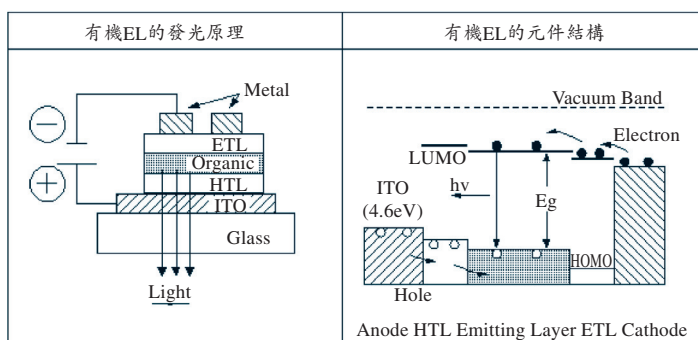 有機EL的發光原理
有機EL的元件結構
Metal
ETL
Organic
HTL
ITO
Glass
Light
Vacuum Band
Electron
LUMO
ITO
(4.6eV)
hv
Eg
HOMO
Hole
Anode HTL Emitting Layer ETL Cathode